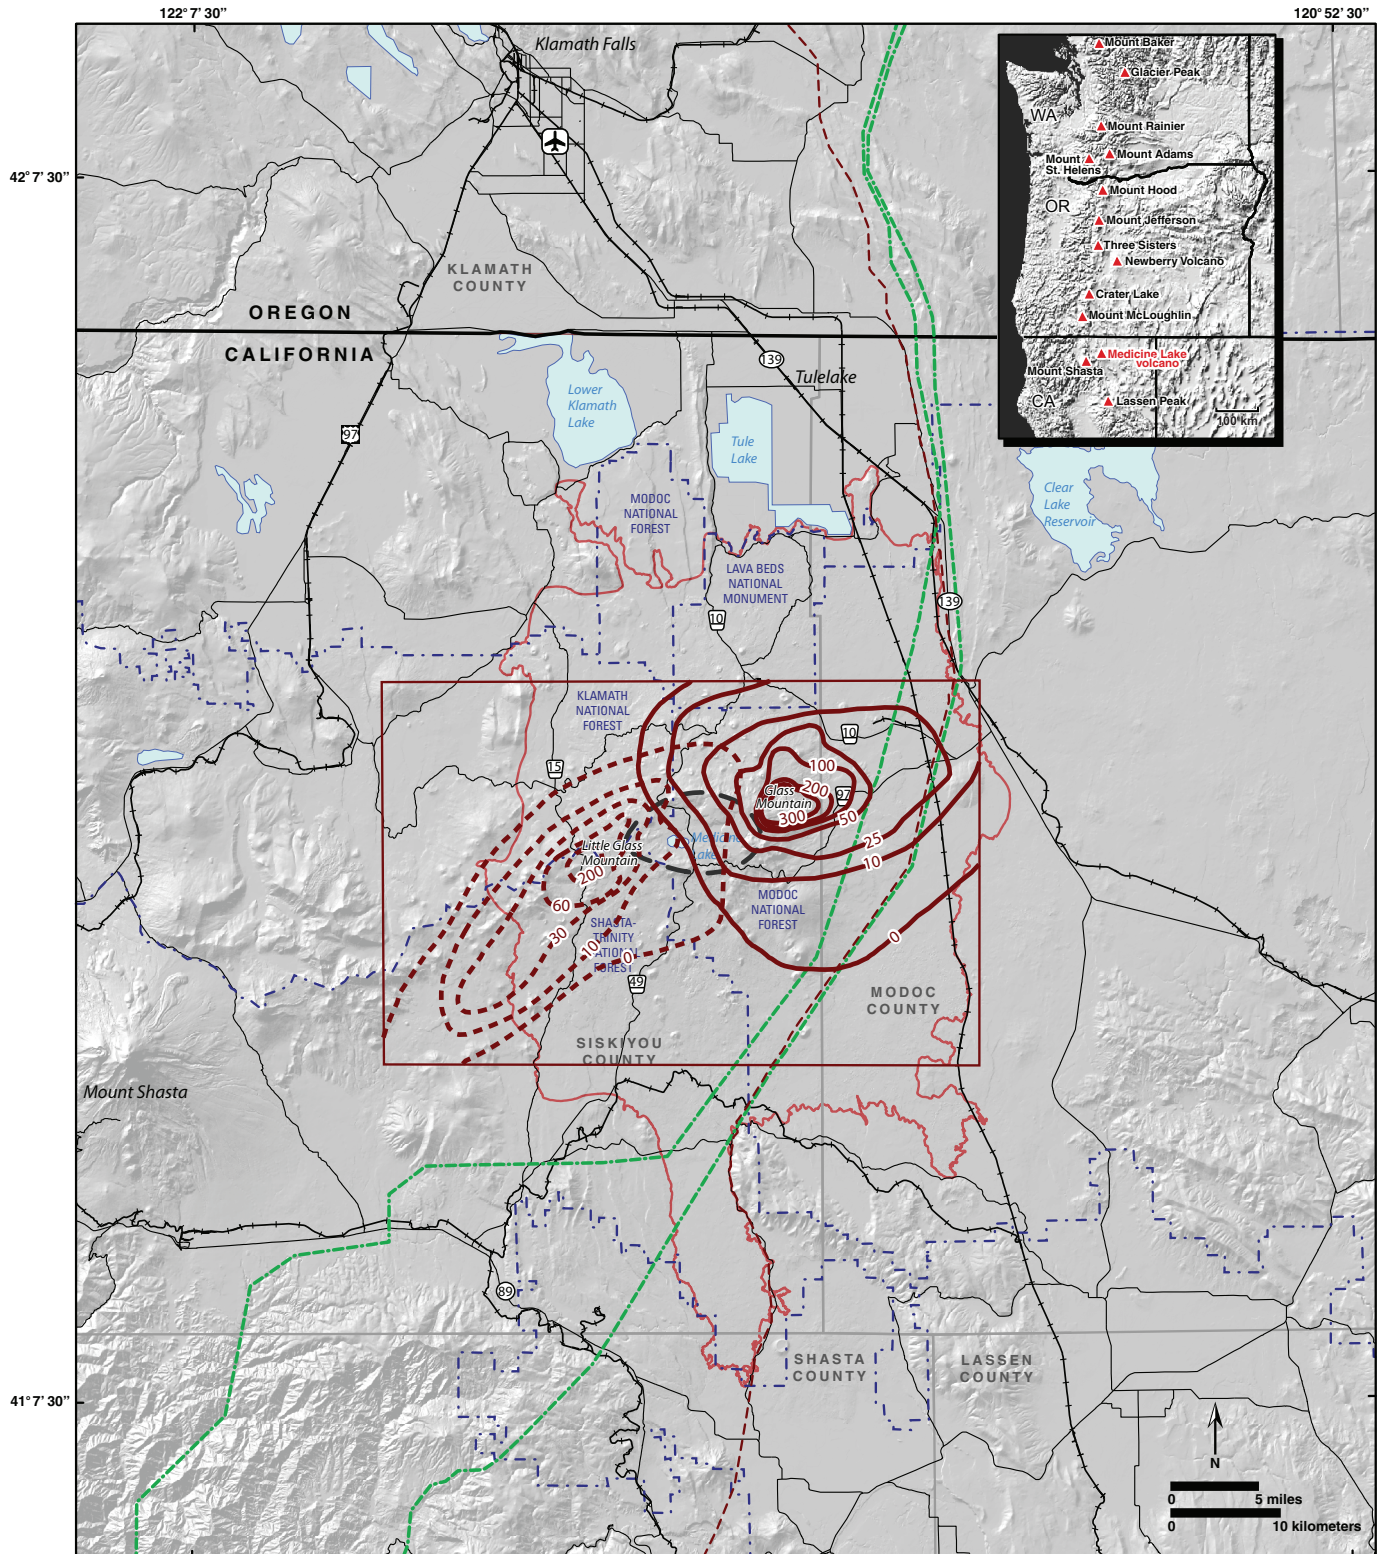 122° 7' 30”
120° 52' 30”
Klamath Falls
Mount Baker
Glacier Peak
WA
Mount Rainier
Mount Adams
Mount
St. Helens
Mount Hood
OR
Mount Jefferson
Three Sisters
Newberry Volcano
Crater Lake
Mount McLoughlin
Medicine Lake
volcano
Mount Shasta
CA
Lassen Peak
100 km
42° 7' 30”
KLAMATH
COUNTY
OREGON
CALIFORNIA
139
Tulelake
Lower
Klamath
Lake
97
Tule
Lake
Clear
Lake
Reservoir
MODOC
NATIONAL
FOREST
LAVA BEDS
NATIONAL
MONUMENT
139
10
KLAMATH
NATIONAL
FOREST
10
15
100
200
97
Glass
Mountain
300
50
25
10
Medicine
Lake
Little Glass
Mountain
200
60
30
10
0
MODOC
NATIONAL
FOREST
SHASTA-
TRINITY
NATIONAL
FOREST
0
49
MODOC
COUNTY
SISKIYOU
COUNTY
Mount Shasta
89
SHASTA
COUNTY
LASSEN
COUNTY
41° 7' 30”
N
0 5 miles
0 10 kilometers